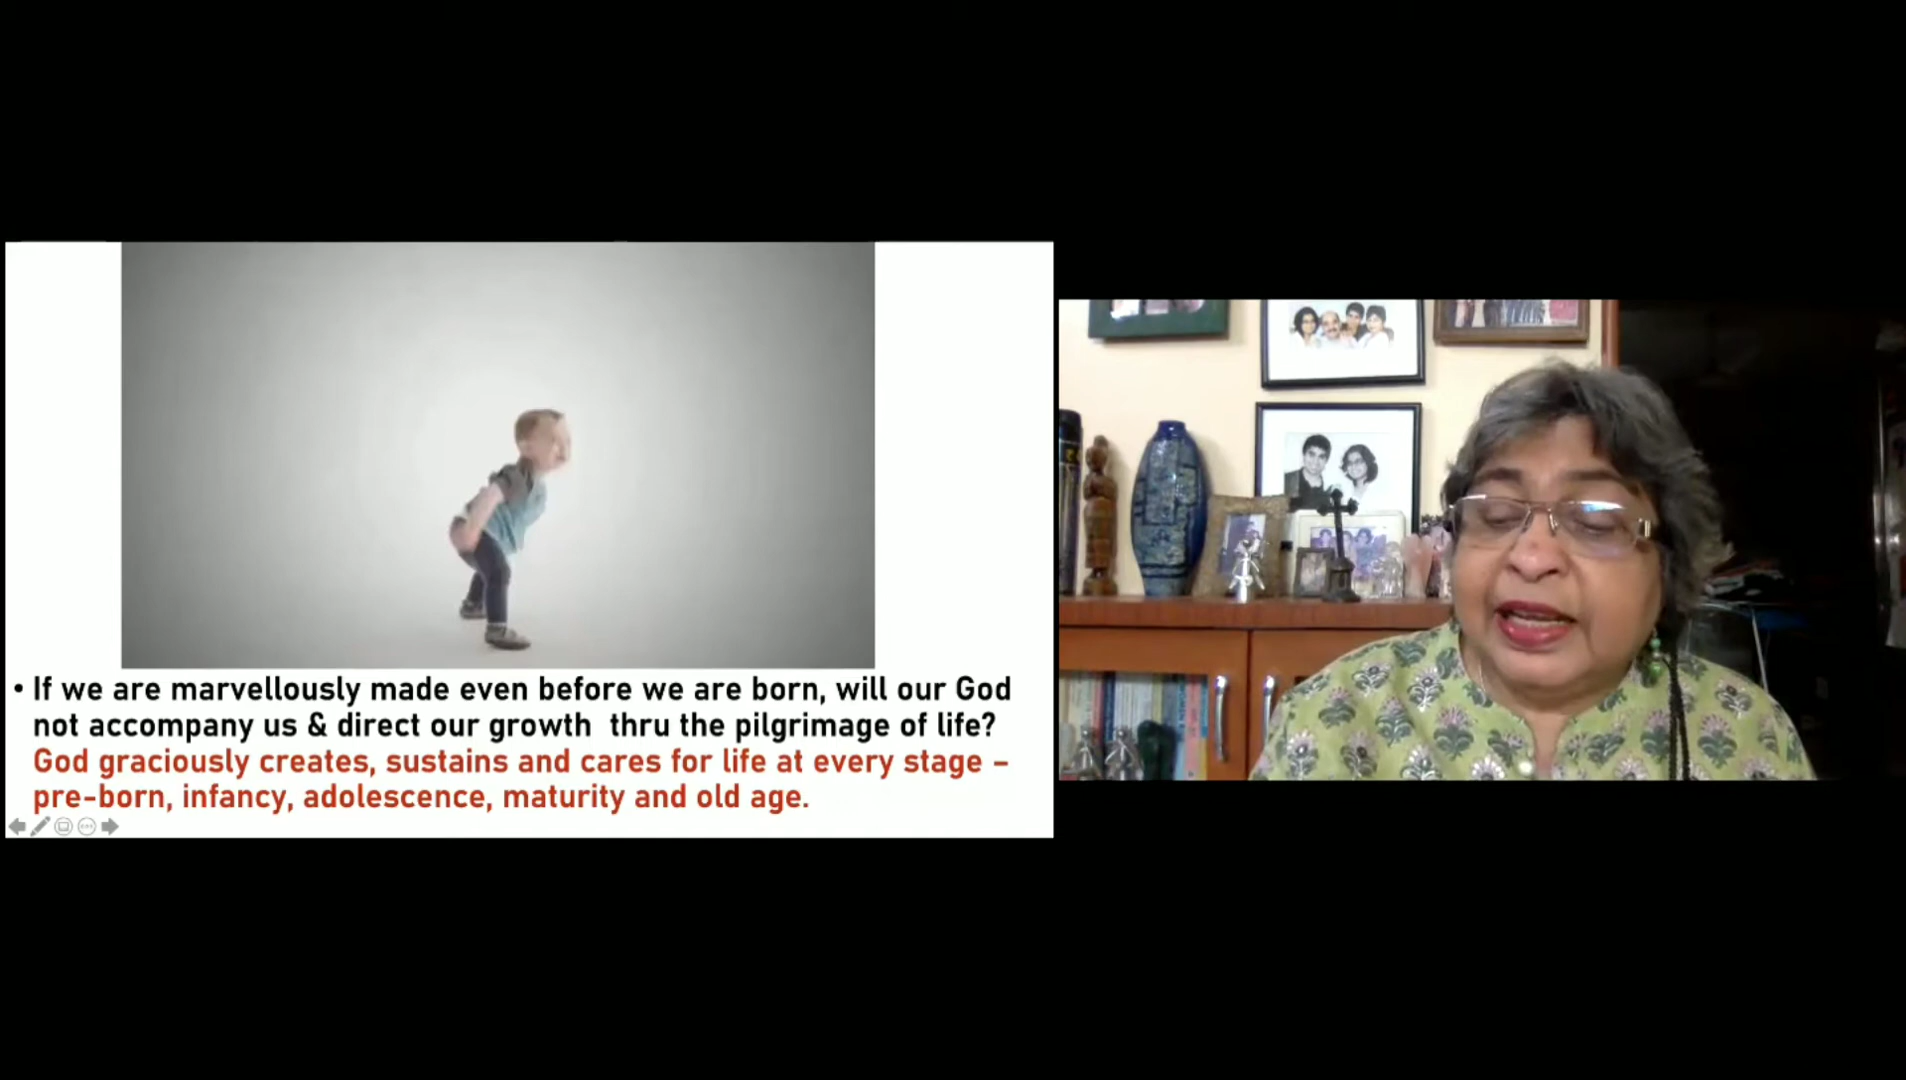 • If we are marvellously made even before we are born, will our God
not accompany us & direct our growth thru the pilgrimage of life?
God graciously creates, sustains and cares for life at every stage –
pre-born, infancy, adolescence, maturity and old age.